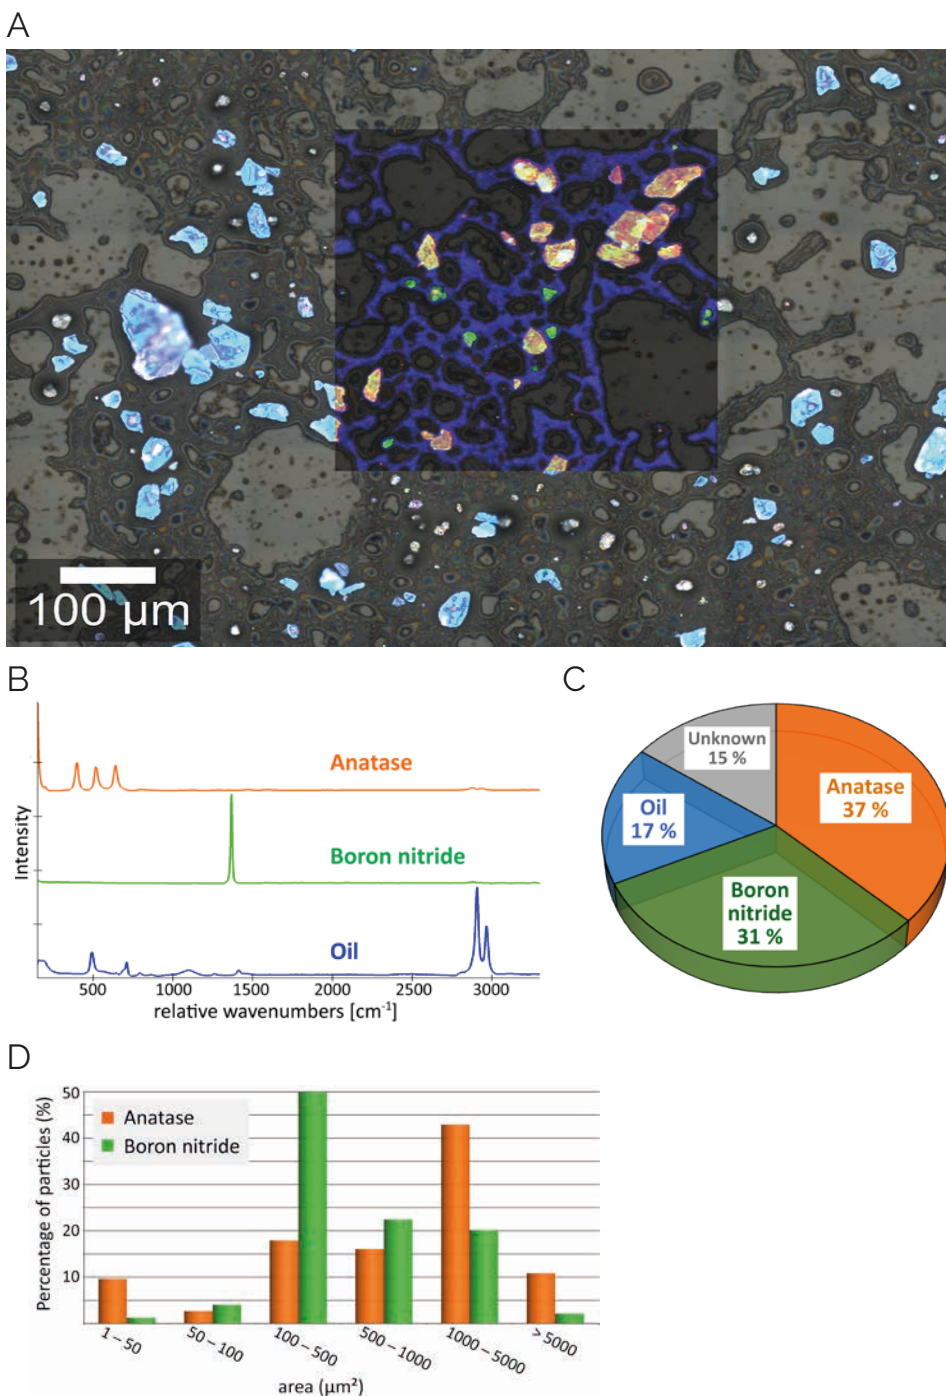 A
100 µm
B
Anatase
Boron nitride
Oil
Intensity
500
1000
1500
2000
2500
3000
relative wavenumbers [cm⁻¹]
C
Unknown
15 %
Anatase
37 %
Oil
17 %
Boron
nitride
31 %
D
Percentage of particles (%)
50
40
30
20
10
Anatase
Boron nitride
1 – 50
50 – 100
100 – 500
500 – 1000
1000 – 5000
> 5000
area (µm²)